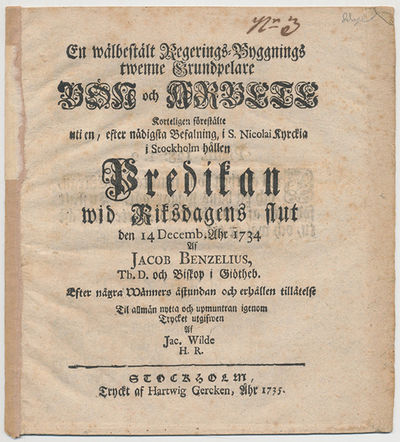 Nrᵒ 3
En wälbestält Regerings-Byggnings
twenne Grundpelare
BÖN och ARBETE
Korteligen förestälte
uti en, efter nådigsta Befalning, i S. Nicolai Kyrckia
i Stockholm hållen
Predikan
wid Riksdagens slut
den 14 Decemb. Åhr 1734
Af
JACOB BENZELIUS,
Th. D. och Biskop i Giötheb.
Efter några Wänners åstundan och erhållen tillåtelse
Til allmän nytta och upmuntran igenom
Trycket utgifwen
Af
Jac. Wilde
H. R.
STOCKHOLM,
Tryckt af Hartwig Gercken, Åhr 1735.